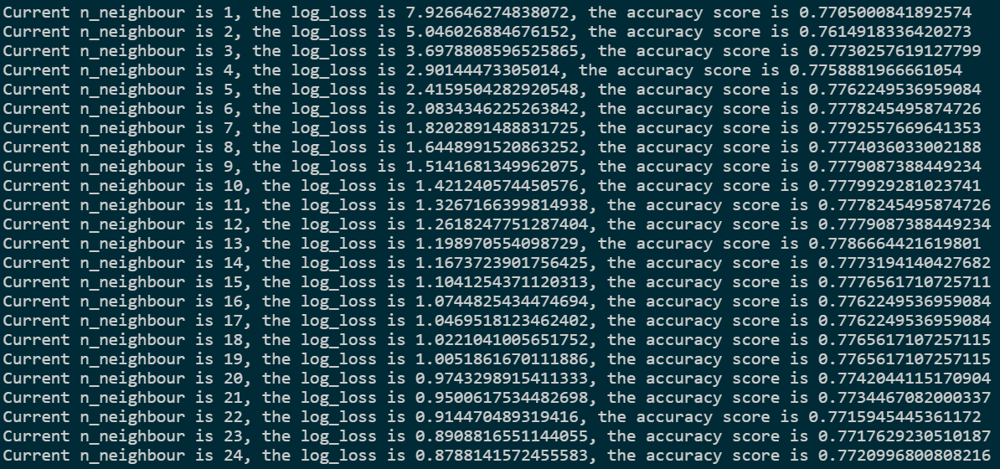 Current n_neighbour is 1, the log_loss is 7.926646274838072, the accuracy score is 0.7705000841892574
Current n_neighbour is 2, the log_loss is 5.046026884676152, the accuracy score is 0.7614918336420273
Current n_neighbour is 3, the log_loss is 3.6978808596525865, the accuracy score is 0.7730257619127799
Current n_neighbour is 4, the log_loss is 2.90144473305014, the accuracy score is 0.7758881966661054
Current n_neighbour is 5, the log_loss is 2.4159504282920548, the accuracy score is 0.7762249536959084
Current n_neighbour is 6, the log_loss is 2.0834346225263842, the accuracy score is 0.7778245495874726
Current n_neighbour is 7, the log_loss is 1.8202891488831725, the accuracy score is 0.7792557669641353
Current n_neighbour is 8, the log_loss is 1.6448991520863252, the accuracy score is 0.7774036033002188
Current n_neighbour is 9, the log_loss is 1.5141681349962075, the accuracy score is 0.7779087388449234
Current n_neighbour is 10, the log_loss is 1.421240574450576, the accuracy score is 0.7779929281023741
Current n_neighbour is 11, the log_loss is 1.3267166399814938, the accuracy score is 0.7778245495874726
Current n_neighbour is 12, the log_loss is 1.2618247751287404, the accuracy score is 0.7779087388449234
Current n_neighbour is 13, the log_loss is 1.198970554098729, the accuracy score is 0.7786664421619801
Current n_neighbour is 14, the log_loss is 1.1673723901756425, the accuracy score is 0.7773194140427682
Current n_neighbour is 15, the log_loss is 1.1041254371120313, the accuracy score is 0.7776561710725711
Current n_neighbour is 16, the log_loss is 1.0744825434474694, the accuracy score is 0.7762249536959084
Current n_neighbour is 17, the log_loss is 1.0469518123462402, the accuracy score is 0.7762249536959084
Current n_neighbour is 18, the log_loss is 1.0221041005651752, the accuracy score is 0.7765617107257115
Current n_neighbour is 19, the log_loss is 1.0051861670111886, the accuracy score is 0.7765617107257115
Current n_neighbour is 20, the log_loss is 0.9743298915411333, the accuracy score is 0.7742044115170904
Current n_neighbour is 21, the log_loss is 0.9500617534482698, the accuracy score is 0.7734467082000337
Current n_neighbour is 22, the log_loss is 0.914470489319416, the accuracy score is 0.7715945445361172
Current n_neighbour is 23, the log_loss is 0.8908816551144055, the accuracy score is 0.7717629230510187
Current n_neighbour is 24, the log_loss is 0.8788141572455583, the accuracy score is 0.7720996800808216